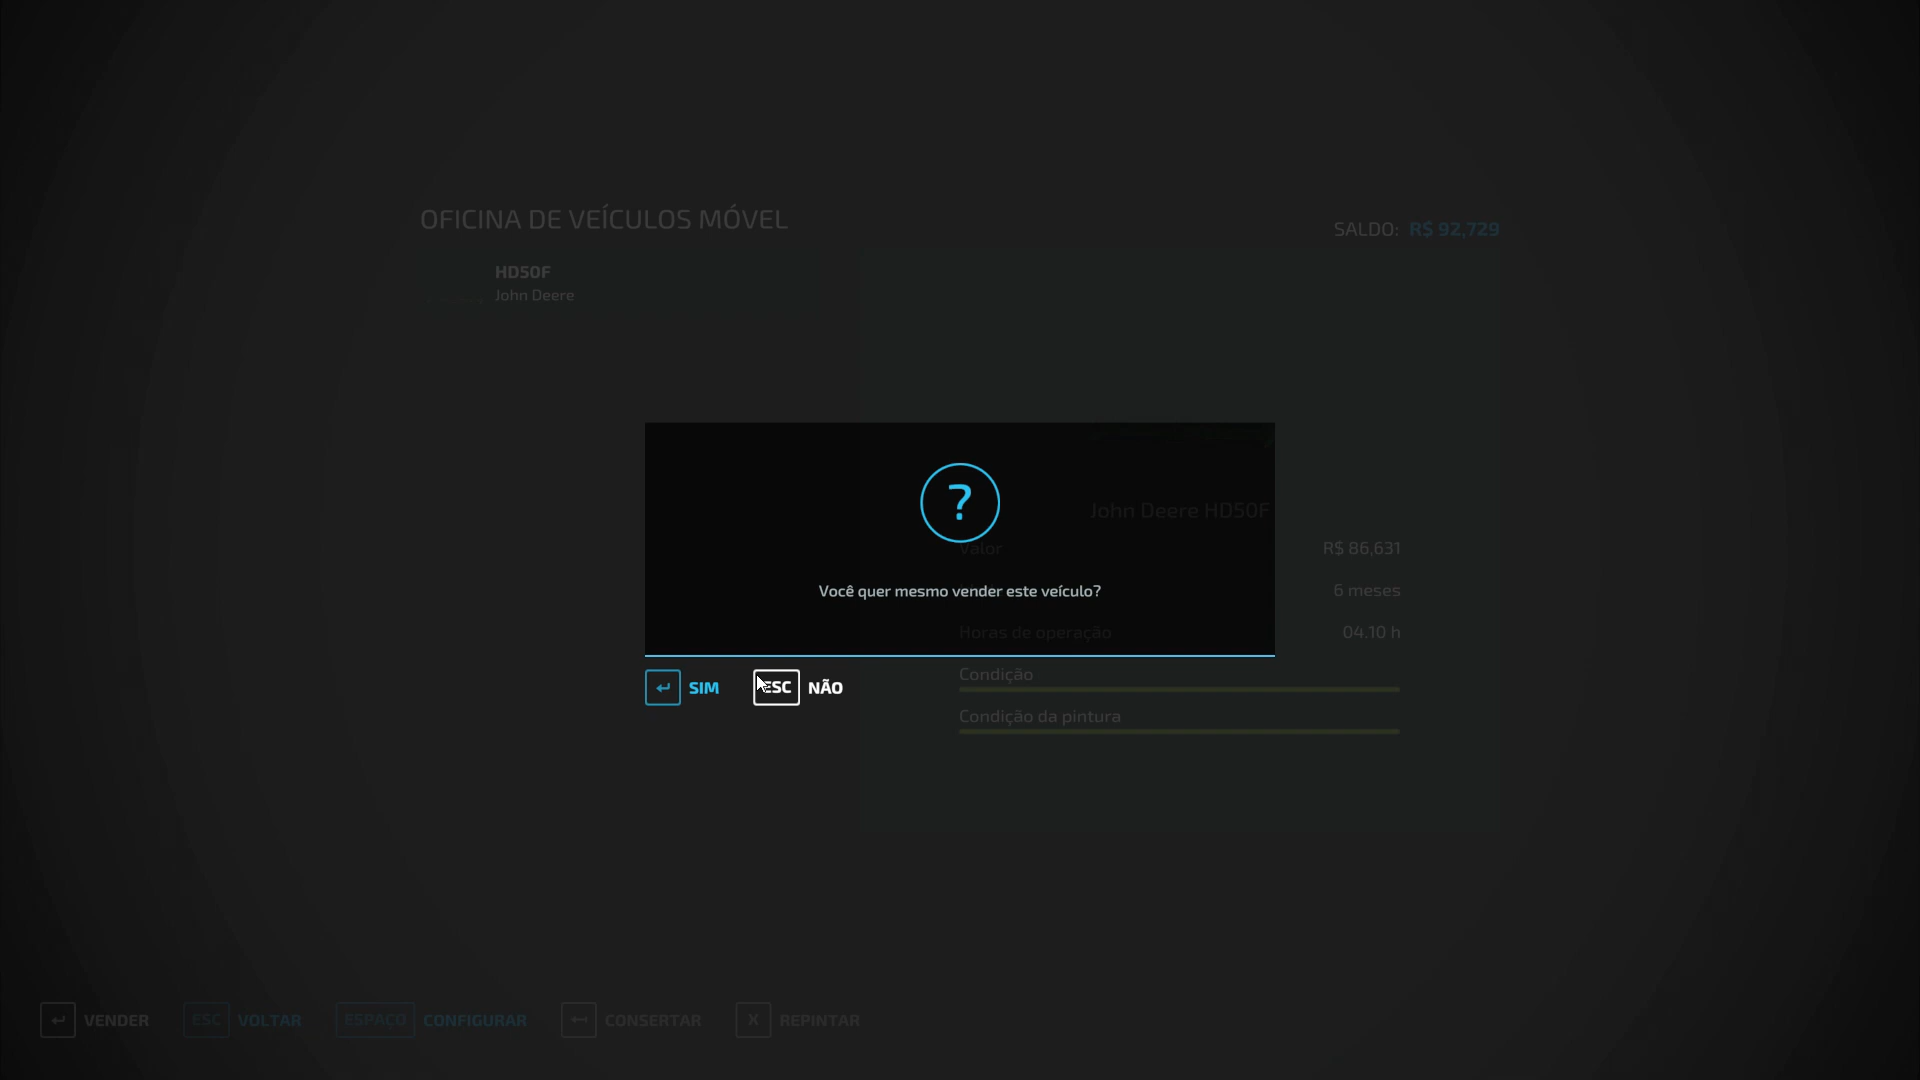 OFICINA DE VEÍCULOS MÓVEL
SALDO: R$ 92,729
HD50F
John Deere
?
John Deere HD50F
Valor R$ 86,631
Você quer mesmo vender este veículo?
6 meses
Horas de operação 04.10 h
Condição
SIM
ESC NÃO
Condição da pintura
VENDER
ESC VOLTAR
ESPAÇO CONFIGURAR
CONSERTAR
X REPINTAR